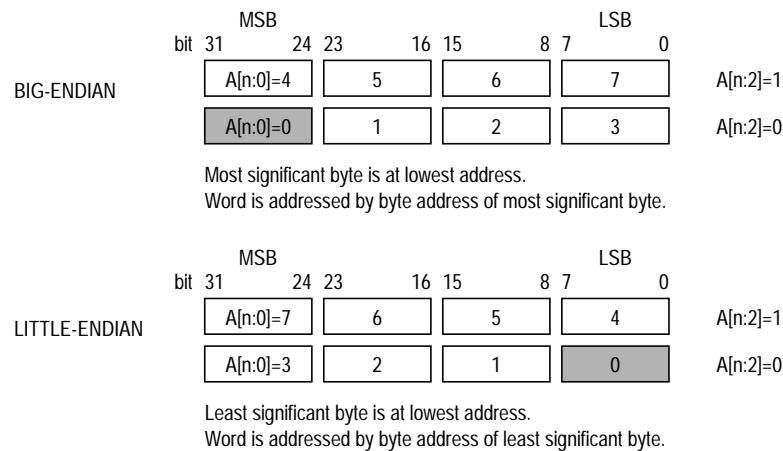 MSB LSB
bit 31 24 23 16 15 8 7 0
BIG-ENDIAN
A[n:0]=4 5 6 7 A[n:2]=1
A[n:0]=0 1 2 3 A[n:2]=0
Most significant byte is at lowest address.
Word is addressed by byte address of most significant byte.
MSB LSB
bit 31 24 23 16 15 8 7 0
LITTLE-ENDIAN
A[n:0]=7 6 5 4 A[n:2]=1
A[n:0]=3 2 1 0 A[n:2]=0
Least significant byte is at lowest address.
Word is addressed by byte address of least significant byte.